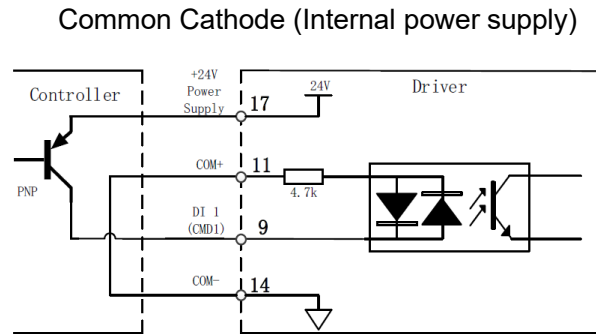 Common Cathode (Internal power supply)
+24V
Power
Supply
Controller
17
24V
Driver
COM+
11
4.7k
PNP
DI 1
(CMD1)
9
COM-
14